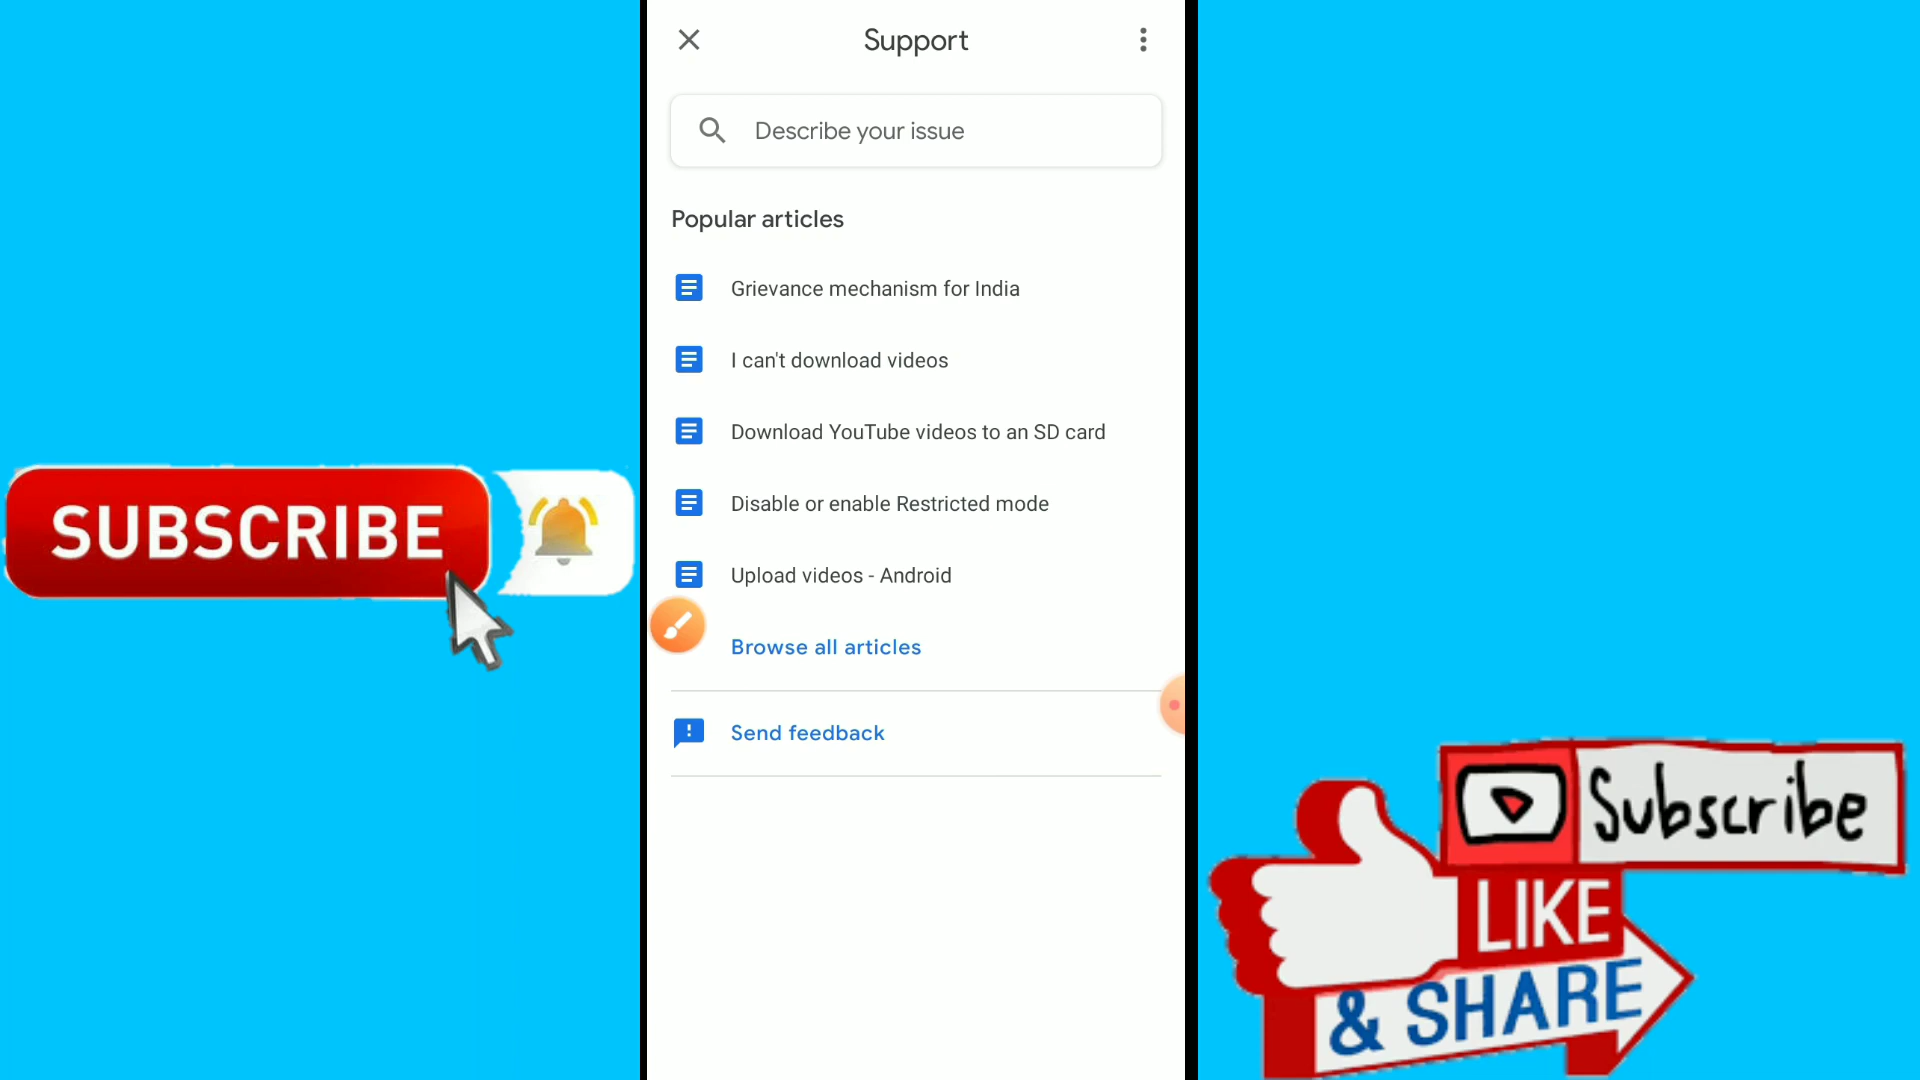 Support
Describe your issue
Popular articles
Grievance mechanism for India
I can't download videos
Download YouTube videos to an SD card
Disable or enable Restricted mode
Upload videos - Android
Browse all articles
Send feedback
SUBSCRIBE
Subscribe
LIKE
& SHARE